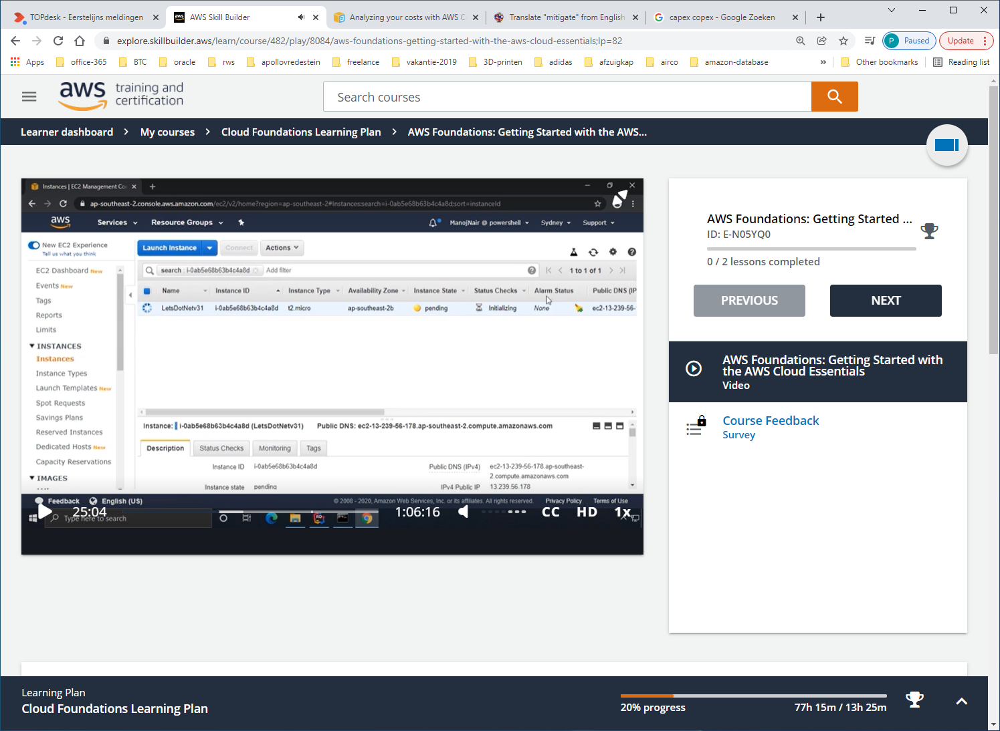 TOPdesk - Eerstelijns meldingen
AWS Skill Builder
Analyzing your costs with AWS C
Translate "mitigate" from English
capex copex - Google Zoeken
explore.skillbuilder.aws/learn/course/482/play/8084/aws-foundations-getting-started-with-the-aws-cloud-essentials;lp=82
P Paused
Update
Apps office-365 BTC oracle rws apollovredestein freelance vakantie-2019 3D-printen adidas afzuigkap airco amazon-database » Other bookmarks Reading list
aws training and certification
Search courses
Learner dashboard > My courses > Cloud Foundations Learning Plan > AWS Foundations: Getting Started with the AWS...
Instances | EC2 Management Co
ap-southeast-2.console.aws.amazon.com/ec2/v2/home?region=ap-southeast-2#Instances:search=i-0ab5e68b63b4c4a8d;sort=instanceId
aws Services Resource Groups ManojNair @ powershell Sydney Support
New EC2 Experience
Tell us what you think
EC2 Dashboard New
Events New
Tags
Reports
Limits
INSTANCES
Instances
Instance Types
Launch Templates New
Spot Requests
Savings Plans
Reserved Instances
Dedicated Hosts New
Capacity Reservations
IMAGES
Launch Instance Connect Actions
search : i-0ab5e68b63b4c4a8d Add filter 1 to 1 of 1
Name Instance ID Instance Type Availability Zone Instance State Status Checks Alarm Status Public DNS (IP
LetsDotNetv31 i-0ab5e68b63b4c4a8d t2.micro ap-southeast-2b pending Initializing None ec2-13-239-56-
Instance: i-0ab5e68b63b4c4a8d (LetsDotNetv31) Public DNS: ec2-13-239-56-178.ap-southeast-2.compute.amazonaws.com
Description Status Checks Monitoring Tags
Instance ID i-0ab5e68b63b4c4a8d Public DNS (IPv4) ec2-13-239-56-178.ap-southeast-
2.compute.amazonaws.com
Instance state pending IPv4 Public IP 13.239.56.178
Feedback English (US) © 2008 - 2020, Amazon Web Services, Inc. or its affiliates. All rights reserved. Privacy Policy Terms of Use
25:04 1:06:16 CC HD 1x
Type here to search
AWS Foundations: Getting Started ...
ID: E-N05YQ0
0 / 2 lessons completed
PREVIOUS NEXT
AWS Foundations: Getting Started with
the AWS Cloud Essentials
Video
Course Feedback
Survey
Learning Plan
Cloud Foundations Learning Plan
20% progress 77h 15m / 13h 25m